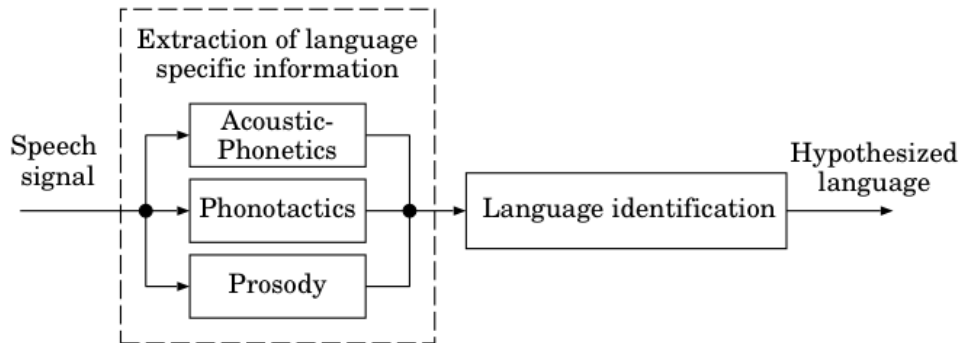 Extraction of language
specific information
Speech
signal
Acoustic-
Phonetics
Phonotactics
Prosody
Language identification
Hypothesized
language